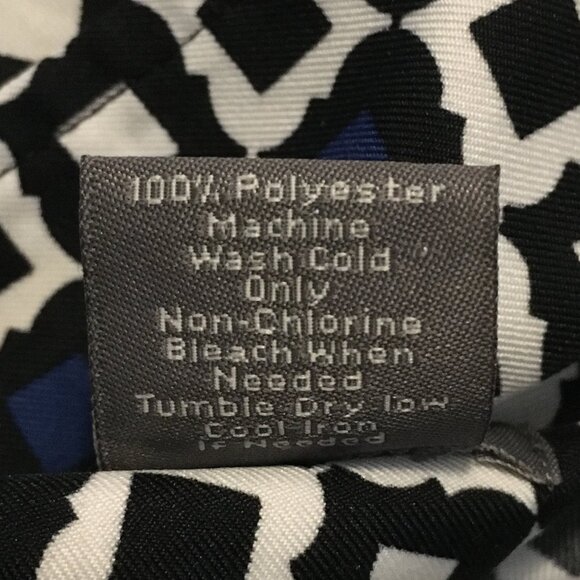 100% Polyester
Machine
Wash Cold
Only
Non-Chlorine
Bleach When
Needed
Tumble Dry low
Cool Iron
if Needed